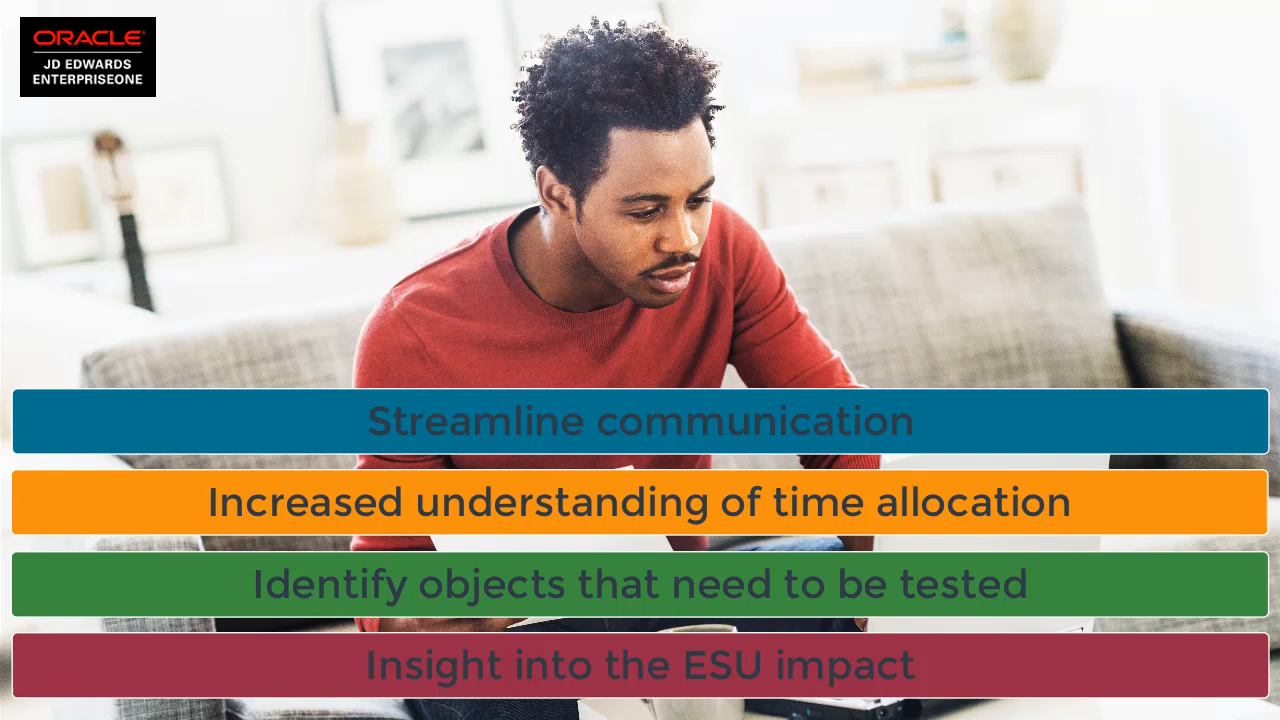 ORACLE
JD EDWARDS
ENTERPRISEONE
Streamline communication
Increased understanding of time allocation
Identify objects that need to be tested
Insight into the ESU impact